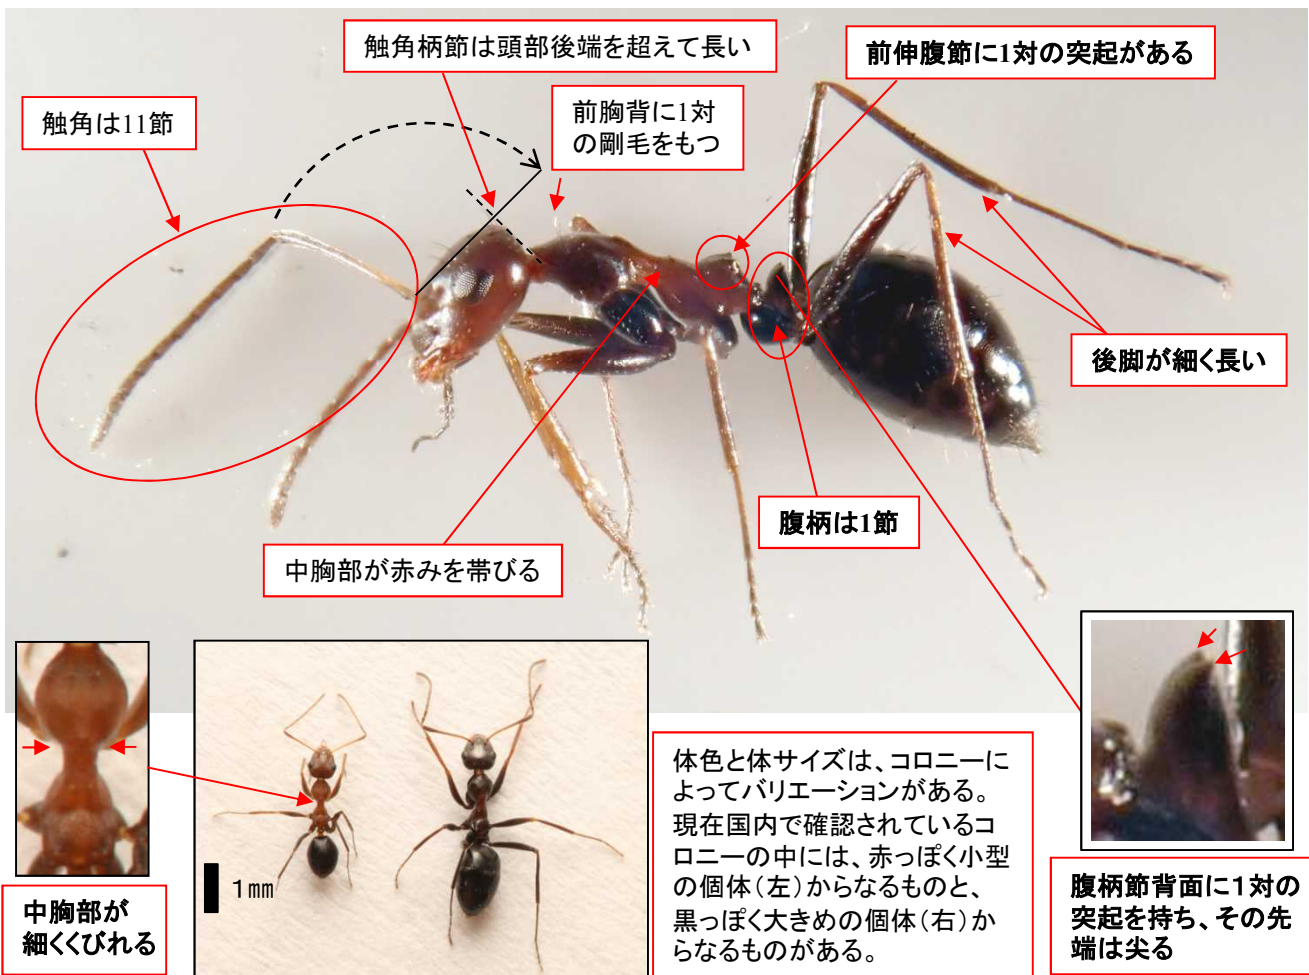 触角柄節は頭部後端を超えて長い
前伸腹節に1対の突起がある
触角は11節
前胸背に1対
の剛毛をもつ
後脚が細く長い
腹柄は1節
中胸部が赤みを帯びる
1mm
中胸部が
細くくびれる
体色と体サイズは、コロニーに
よってバリエーションがある。
現在国内で確認されているコ
ロニーの中には、赤っぽく小型
の個体(左)からなるものと、
黒っぽく大きめの個体(右)か
らなるものがある。
腹柄節背面に1対の
突起を持ち、その先
端は尖る